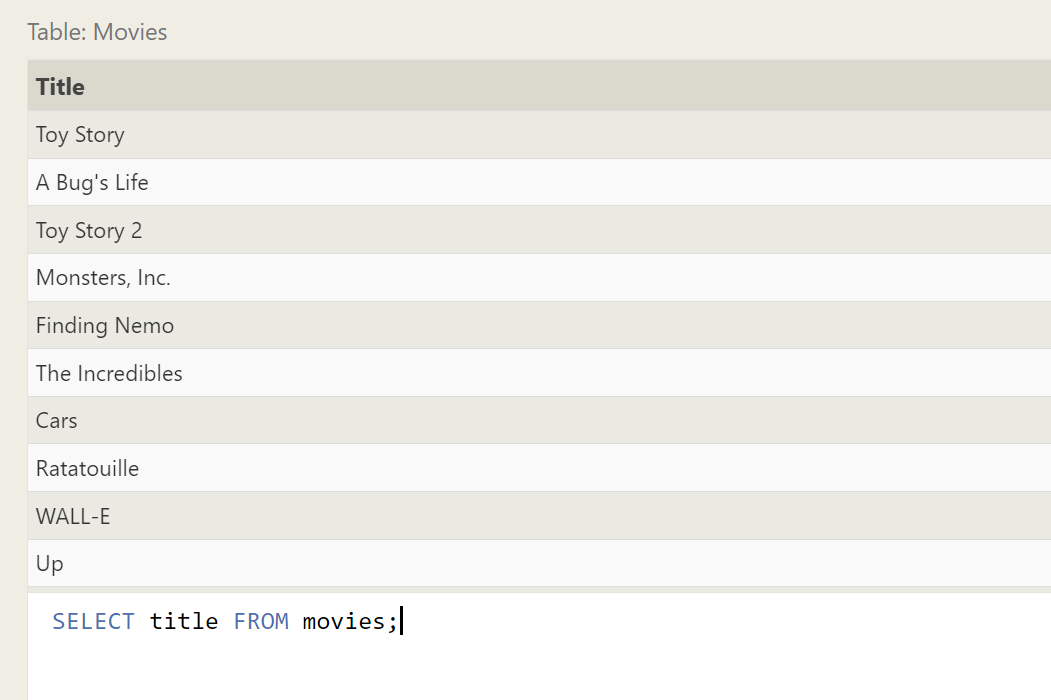 Table: Movies
Title
Toy Story
A Bug's Life
Toy Story 2
Monsters, Inc.
Finding Nemo
The Incredibles
Cars
Ratatouille
WALL-E
Up
SELECT title FROM movies;